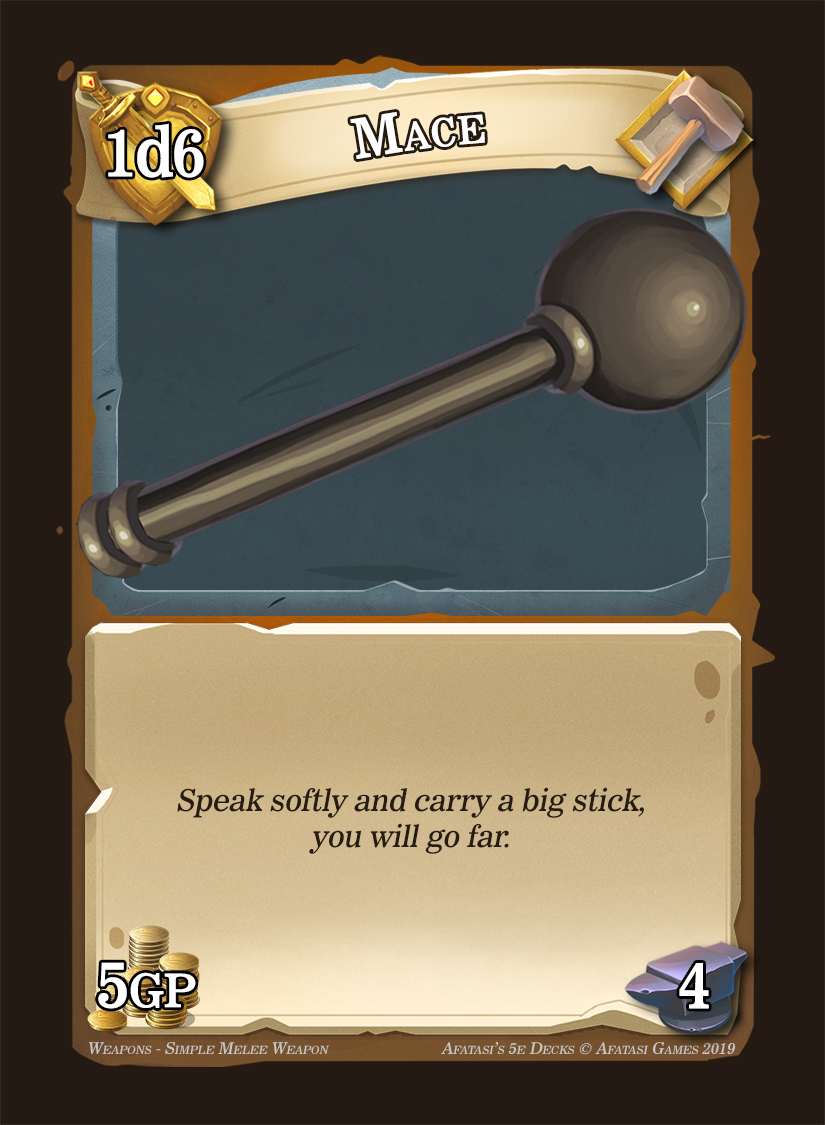 1d6
Mace
Speak softly and carry a big stick,
you will go far.
5GP
4
Weapons - Simple Melee Weapon
Afatasi's 5e Decks © Afatasi Games 2019